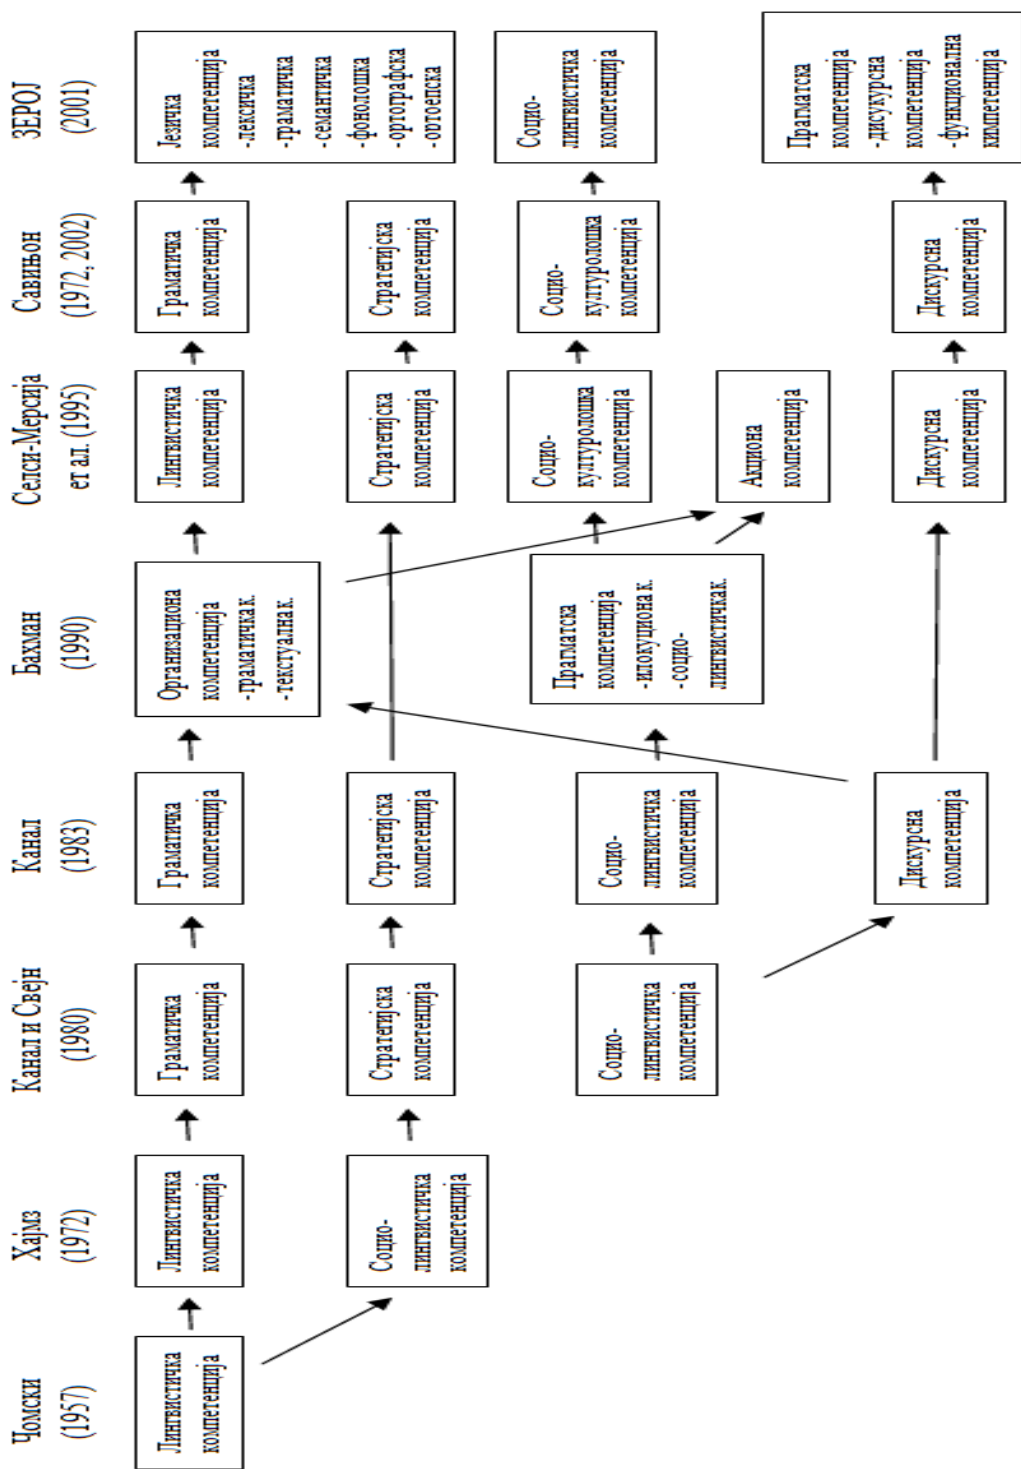 Чомски
(1957)
Хајмз
(1972)
Канал и Свејн
(1980)
Канал
(1983)
Бахман
(1990)
Селси-Мерсија
ет ал. (1995)
Савињон
(1972, 2002)
ЗЕРОЈ
(2001)
Лингвистичка
компетенција
Лингвистичка
компетенција
Граматичка
компетенција
Граматичка
компетенција
Организациона
компетенција
-граматичка к.
-текстуална к.
Лингвистичка
компетенција
Граматичка
компетенција
Језичка
компетенција
-лексичка
-граматичка
-семантичка
-фонолошка
-ортографска
-ортоепска
Социо-
лингвистичка
компетенција
Стратегијска
компетенција
Стратегијска
компетенција
Стратегијска
компетенција
Стратегијска
компетенција
Социо-
лингвистичка
компетенција
Социо-
лингвистичка
компетенција
Прагматска
компетенција
-илокуциона к.
-социо-
лингвистичка к.
Социо-
културолошка
компетенција
Социо-
културолошка
компетенција
Социо-
лингвистичка
компетенција
Акциона
компетенција
Дискурсна
компетенција
Дискурсна
компетенција
Дискурсна
компетенција
Прагматска
компетенција
-дисукурсна
компетенција
-функционална
кимпетенција